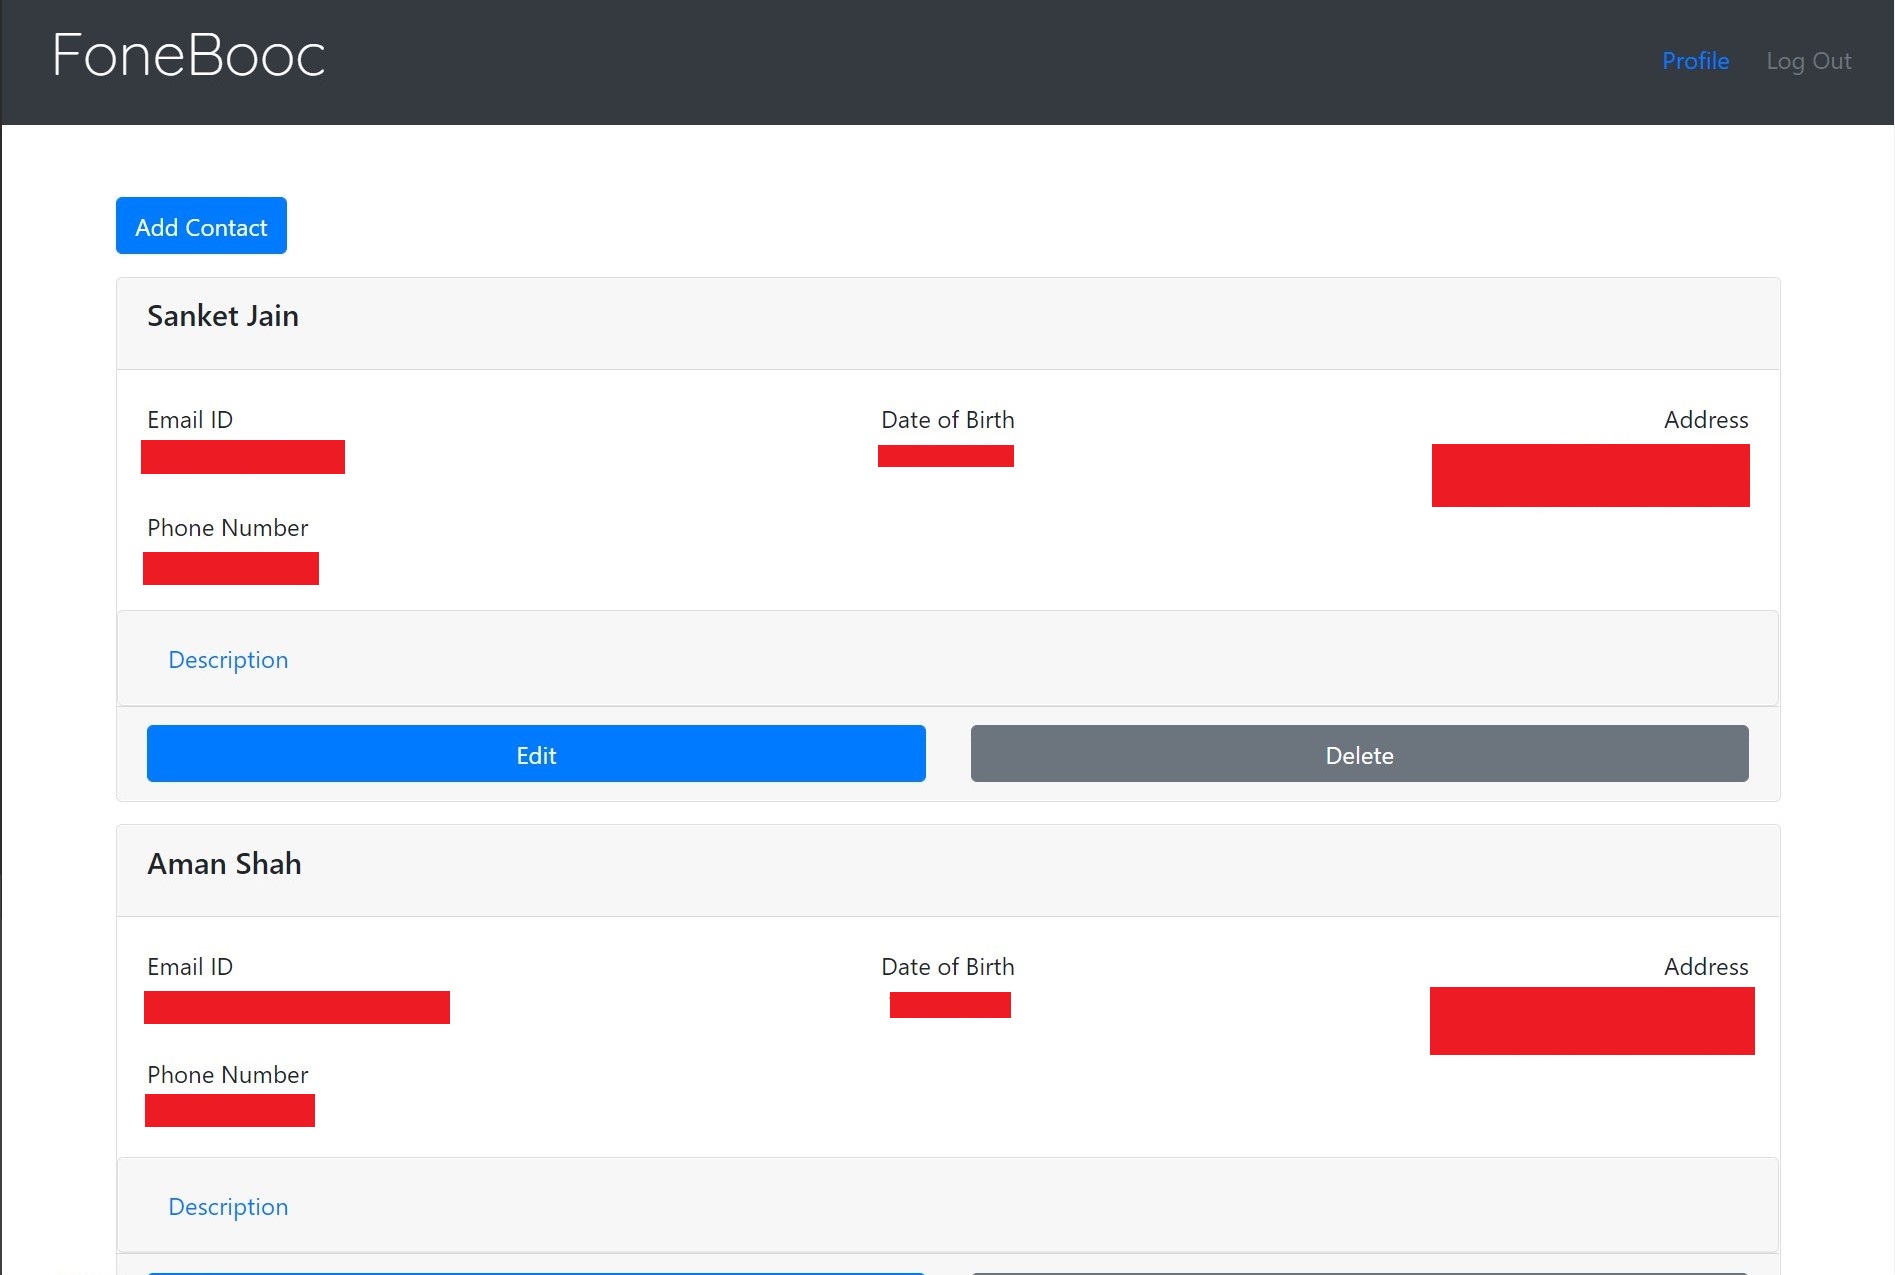 FoneBooc
Profile Log Out
Add Contact
Sanket Jain
Email ID Date of Birth Address
Phone Number
Description
Edit Delete
Aman Shah
Email ID Date of Birth Address
Phone Number
Description